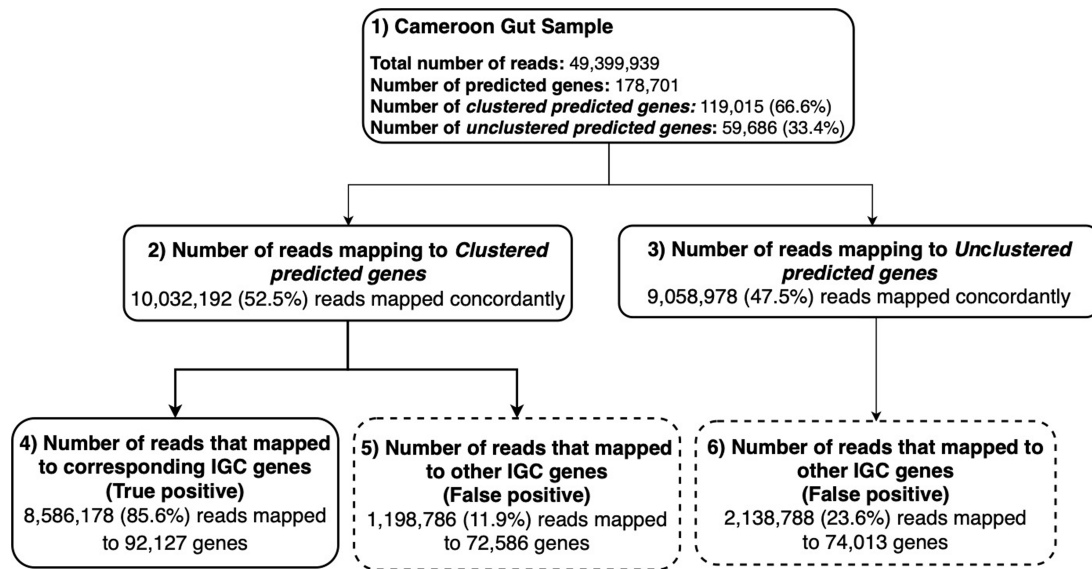 1) Cameroon Gut Sample
Total number of reads: 49,399,939
Number of predicted genes: 178,701
Number of clustered predicted genes: 119,015 (66.6%)
Number of unclustered predicted genes: 59,686 (33.4%)
2) Number of reads mapping to Clustered
predicted genes
10,032,192 (52.5%) reads mapped concordantly
3) Number of reads mapping to Unclustered
predicted genes
9,058,978 (47.5%) reads mapped concordantly
4) Number of reads that mapped
to corresponding IGC genes
(True positive)
8,586,178 (85.6%) reads mapped
to 92,127 genes
5) Number of reads that mapped
to other IGC genes
(False positive)
1,198,786 (11.9%) reads mapped
to 72,586 genes
6) Number of reads that mapped to
other IGC genes
(False positive)
2,138,788 (23.6%) reads mapped
to 74,013 genes